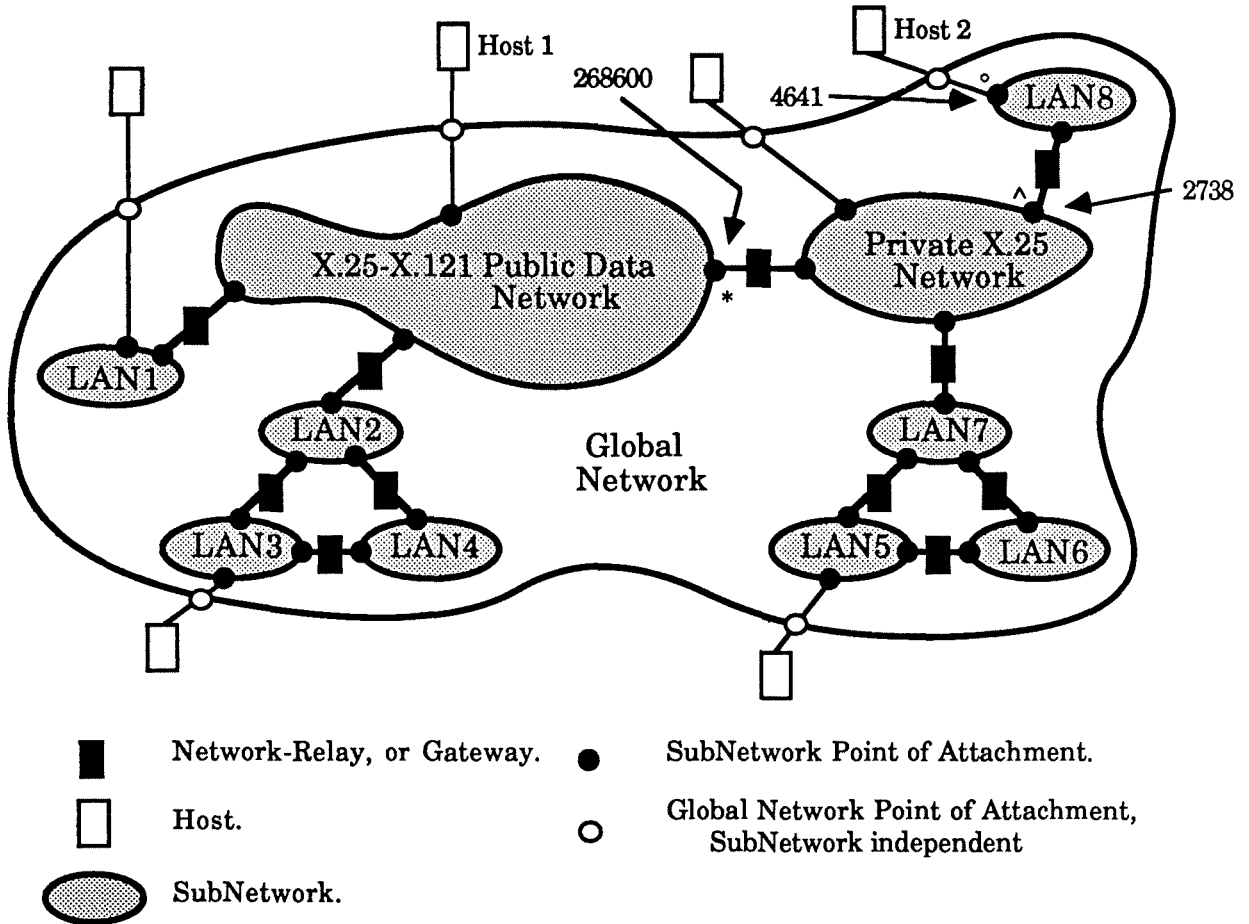 Host 1
Host 2
268600
4641
LAN8
^
°
2738
X.25-X.121 Public Data
Network
*
Private X.25
Network
LAN1
LAN2
LAN7
Global
Network
LAN3
LAN4
LAN5
LAN6
Network-Relay, or Gateway.
SubNetwork Point of Attachment.
Host.
Global Network Point of Attachment,
SubNetwork independent
SubNetwork.